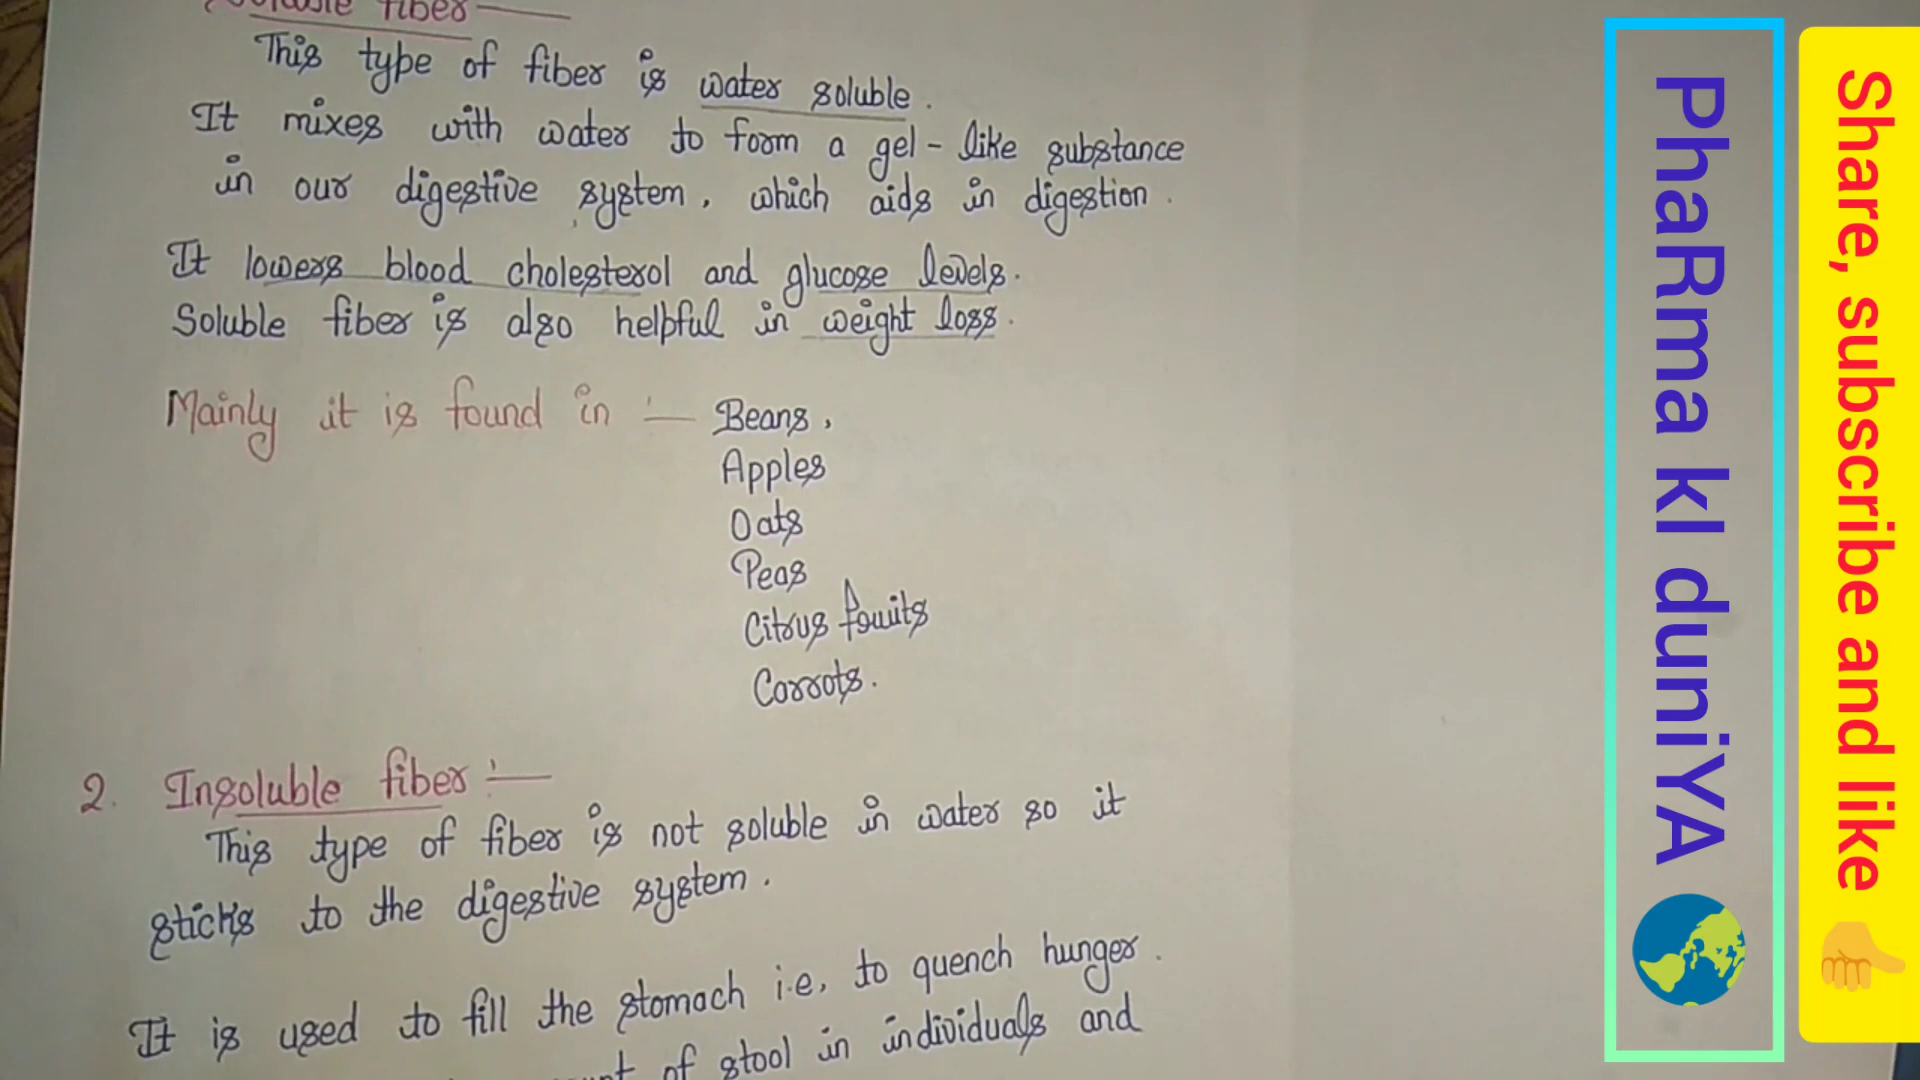 Soluble fiber :—
This type of fiber is water soluble.
It mixes with water to form a gel - like substance
in our digestive system, which aids in digestion.
It lowers blood cholesterol and glucose levels.
Soluble fiber is also helpful in weight loss.
Mainly it is found in :— Beans,
Apples
Oats
Peas
Citrus fruits
Carrots.
2. Insoluble fiber :—
This type of fiber is not soluble in water so it
sticks to the digestive system.
It is used to fill the stomach i.e, to quench hunger.
of stool in individuals and
PhaRma kI duniYA 🌎
Share, subscribe and like 👍